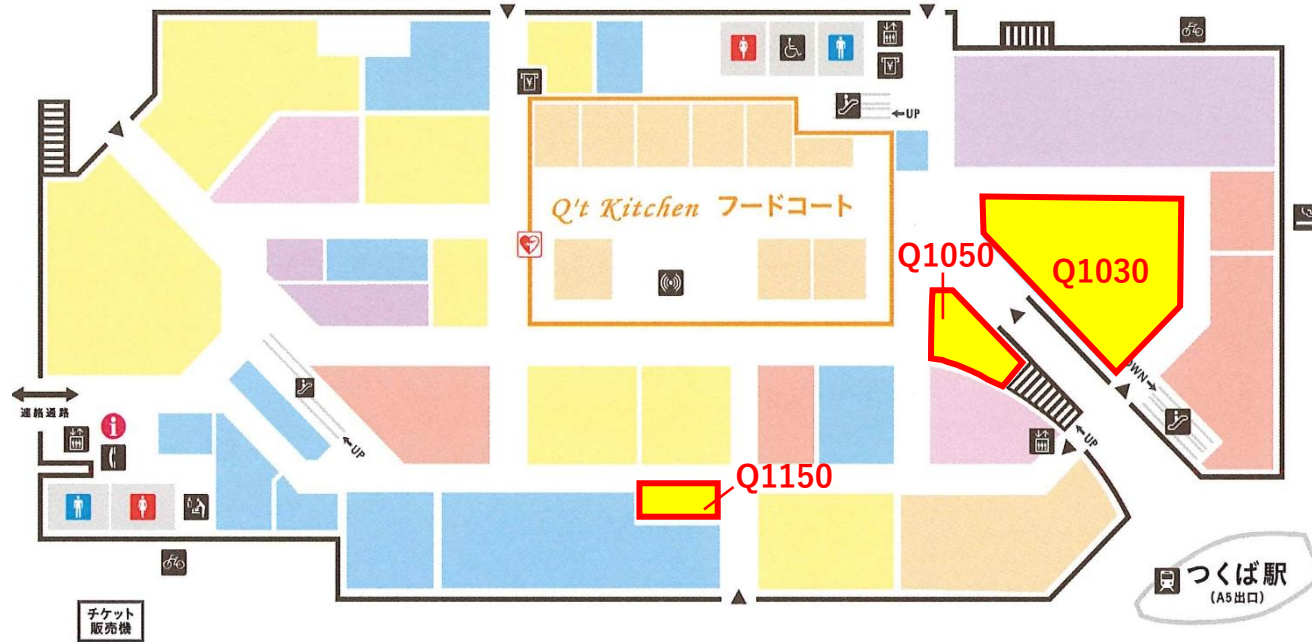 ←UP
Q't Kitchen フードコート
Q1050
Q1030
DOWN→
連絡通路
←UP
←UP
Q1150
つくば駅
(A5出口)
チケット
販売機